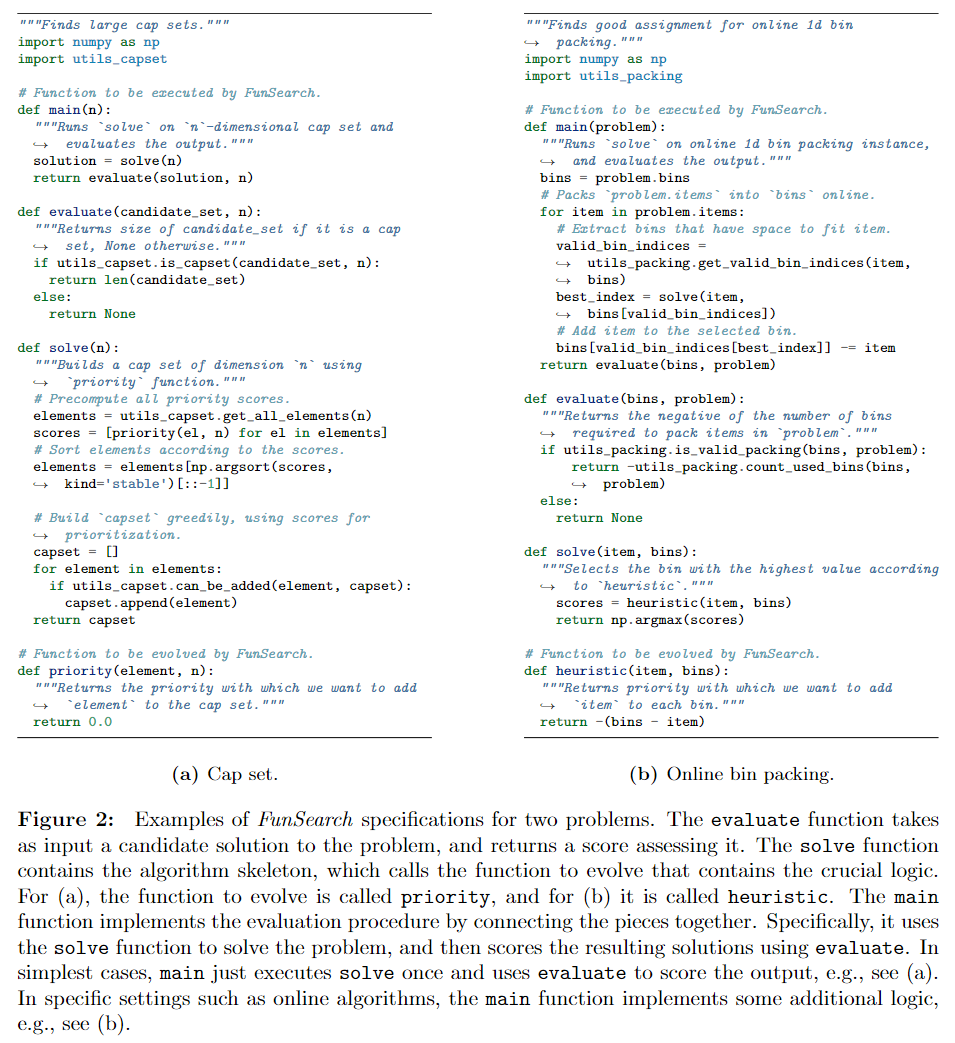 """Finds large cap sets."""
import numpy as np
import utils_capset
# Function to be executed by FunSearch.
def main(n):
"""Runs `solve` on `n`-dimensional cap set and
↪ evaluates the output."""
solution = solve(n)
return evaluate(solution, n)
def evaluate(candidate_set, n):
"""Returns size of candidate_set if it is a cap
↪ set, None otherwise."""
if utils_capset.is_capset(candidate_set, n):
return len(candidate_set)
else:
return None
def solve(n):
"""Builds a cap set of dimension `n` using
↪ `priority` function."""
# Precompute all priority scores.
elements = utils_capset.get_all_elements(n)
scores = [priority(el, n) for el in elements]
# Sort elements according to the scores.
elements = elements[np.argsort(scores,
↪ kind='stable')[::-1]]
# Build `capset` greedily, using scores for
↪ prioritization.
capset = []
for element in elements:
if utils_capset.can_be_added(element, capset):
capset.append(element)
return capset
# Function to be evolved by FunSearch.
def priority(element, n):
"""Returns the priority with which we want to add
↪ `element` to the cap set."""
return 0.0
(a) Cap set.
"""Finds good assignment for online 1d bin
↪ packing."""
import numpy as np
import utils_packing
# Function to be executed by FunSearch.
def main(problem):
"""Runs `solve` on online 1d bin packing instance,
↪ and evaluates the output."""
bins = problem.bins
# Packs `problem.items` into `bins` online.
for item in problem.items:
# Extract bins that have space to fit item.
valid_bin_indices =
↪ utils_packing.get_valid_bin_indices(item,
↪ bins)
best_index = solve(item,
↪ bins[valid_bin_indices])
# Add item to the selected bin.
bins[valid_bin_indices[best_index]] -= item
return evaluate(bins, problem)
def evaluate(bins, problem):
"""Returns the negative of the number of bins
↪ required to pack items in `problem`."""
if utils_packing.is_valid_packing(bins, problem):
return -utils_packing.count_used_bins(bins,
↪ problem)
else:
return None
def solve(item, bins):
"""Selects the bin with the highest value according
↪ to `heuristic`."""
scores = heuristic(item, bins)
return np.argmax(scores)
# Function to be evolved by FunSearch.
def heuristic(item, bins):
"""Returns priority with which we want to add
↪ `item` to each bin."""
return -(bins - item)
(b) Online bin packing.
Figure 2: Examples of FunSearch specifications for two problems. The evaluate function takes
as input a candidate solution to the problem, and returns a score assessing it. The solve function
contains the algorithm skeleton, which calls the function to evolve that contains the crucial logic.
For (a), the function to evolve is called priority, and for (b) it is called heuristic. The main
function implements the evaluation procedure by connecting the pieces together. Specifically, it uses
the solve function to solve the problem, and then scores the resulting solutions using evaluate. In
simplest cases, main just executes solve once and uses evaluate to score the output, e.g., see (a).
In specific settings such as online algorithms, the main function implements some additional logic,
e.g., see (b).